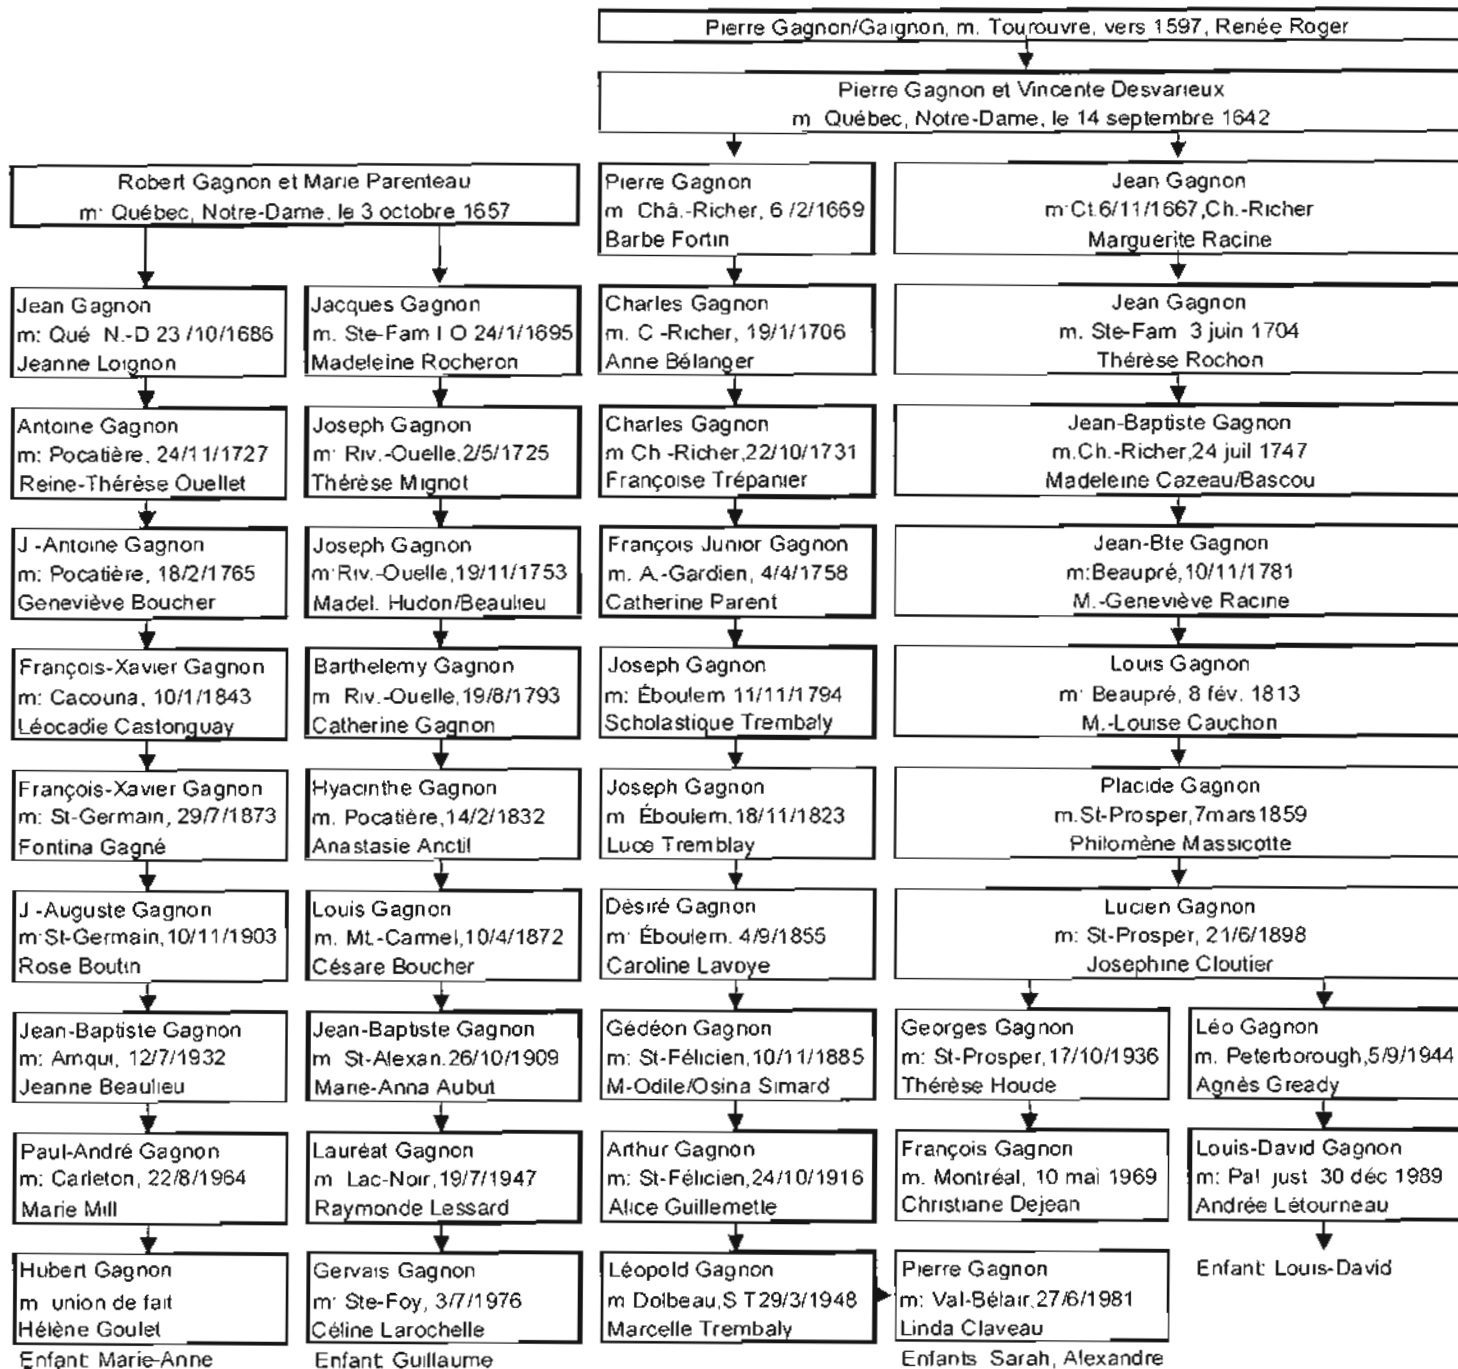 Pierre Gagnon/Gaignon, m. Tourouvre, vers 1597, Renée Roger
Pierre Gagnon et Vincente Desvarieux
m Québec, Notre-Dame, le 14 septembre 1642
Robert Gagnon et Marie Parenteau
m: Québec, Notre-Dame, le 3 octobre 1657
Pierre Gagnon
m Châ.-Richer, 6 /2/1669
Barbe Fortin
Jean Gagnon
m:Ct.6/11/1667,Ch.-Richer
Marguerite Racine
Jean Gagnon
m: Qué N.-D 23 /10/1686
Jeanne Loignon
Jacques Gagnon
m. Ste-Fam I O 24/1/1695
Madeleine Rocheron
Charles Gagnon
m. C -Richer, 19/1/1706
Anne Bélanger
Jean Gagnon
m. Ste-Fam 3 juin 1704
Thérèse Rochon
Antoine Gagnon
m: Pocatière, 24/11/1727
Reine-Thérèse Ouellet
Joseph Gagnon
m: Riv.-Ouelle,2/5/1725
Thérèse Mignot
Charles Gagnon
m Ch -Richer,22/10/1731
Françoise Trépanier
Jean-Baptiste Gagnon
m.Ch.-Richer,24 juil 1747
Madeleine Cazeau/Bascou
J -Antoine Gagnon
m: Pocatière, 18/2/1765
Geneviève Boucher
Joseph Gagnon
m:Riv.-Ouelle,19/11/1753
Madel. Hudon/Beaulieu
François Junior Gagnon
m. A.-Gardien, 4/4/1758
Catherine Parent
Jean-Bte Gagnon
m:Beaupré,10/11/1781
M.-Geneviève Racine
François-Xavier Gagnon
m: Cacouna, 10/1/1843
Léocadie Castonguay
Barthelemy Gagnon
m Riv.-Ouelle,19/8/1793
Catherine Gagnon
Joseph Gagnon
m: Éboulem 11/11/1794
Scholastique Trembaly
Louis Gagnon
m: Beaupré, 8 fév. 1813
M.-Louise Cauchon
François-Xavier Gagnon
m: St-Germain, 29/7/1873
Fontina Gagné
Hyacinthe Gagnon
m. Pocatière,14/2/1832
Anastasie Anctil
Joseph Gagnon
m Éboulem,18/11/1823
Luce Tremblay
Placide Gagnon
m.St-Prosper,7mars1859
Philomène Massicotte
J -Auguste Gagnon
m:St-Germain,10/11/1903
Rose Boutin
Louis Gagnon
m. Mt.-Carmel,10/4/1872
Césare Boucher
Désiré Gagnon
m: Éboulem. 4/9/1855
Caroline Lavoye
Lucien Gagnon
m: St-Prosper, 21/6/1898
Josephine Cloutier
Jean-Baptiste Gagnon
m: Amqui, 12/7/1932
Jeanne Beaulieu
Jean-Baptiste Gagnon
m St-Alexan.26/10/1909
Marie-Anna Aubut
Gédéon Gagnon
m: St-Félicien,10/11/1885
M-Odile/Osina Simard
Georges Gagnon
m: St-Prosper,17/10/1936
Thérèse Houde
Léo Gagnon
m. Peterborough,5/9/1944
Agnès Gready
Paul-André Gagnon
m: Carleton, 22/8/1964
Marie Mill
Lauréat Gagnon
m Lac-Noir,19/7/1947
Raymonde Lessard
Arthur Gagnon
m: St-Félicien,24/10/1916
Alice Guillemette
François Gagnon
m. Montréal, 10 mai 1969
Christiane Dejean
Louis-David Gagnon
m: Pal just 30 déc 1989
Andrée Létourneau
Hubert Gagnon
m union de fait
Hélène Goulet
Gervais Gagnon
m: Ste-Foy, 3/7/1976
Céline Larochelle
Léopold Gagnon
m Dolbeau,S T29/3/1948
Marcelle Trembaly
Pierre Gagnon
m: Val-Bélair,27/6/1981
Linda Claveau
Enfant: Louis-David
Enfant: Marie-Anne
Enfant Guillaume
Enfants Sarah, Alexandre